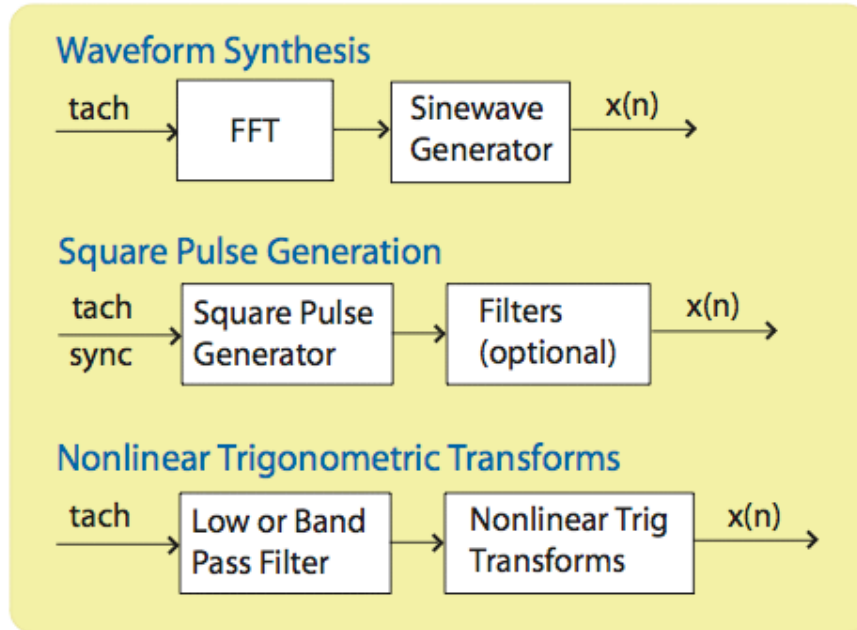 Waveform Synthesis
tach
FFT
Sinewave
Generator
x(n)
Square Pulse Generation
tach
sync
Square Pulse
Generator
Filters
(optional)
x(n)
Nonlinear Trigonometric Transforms
tach
Low or Band
Pass Filter
Nonlinear Trig
Transforms
x(n)